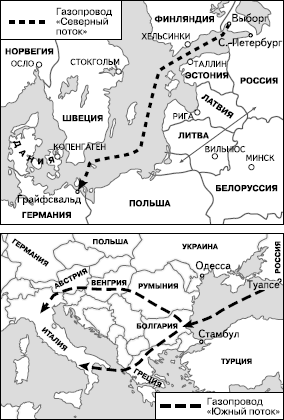 Газопровод
«Северный
поток»
ФИНЛЯНДИЯ
Выборг
ХЕЛЬСИНКИ
С.-Петербург
НОРВЕГИЯ
ОСЛО
СТОКГОЛЬМ
ТАЛЛИН
ЭСТОНИЯ
РОССИЯ
ШВЕЦИЯ
ЛАТВИЯ
РИГА
КОПЕНГАГЕН
ДАНИЯ
ЛИТВА
ВИЛЬНЮС
МИНСК
БЕЛОРУССИЯ
Грайфсвальд
ПОЛЬША
ГЕРМАНИЯ
ПОЛЬША
УКРАИНА
ГЕРМАНИЯ
РОССИЯ
АВСТРИЯ
ВЕНГРИЯ
РУМЫНИЯ
Одесса
Туапсе
БОЛГАРИЯ
ИТАЛИЯ
Стамбул
ГРЕЦИЯ
ТУРЦИЯ
Газопровод
«Южный поток»